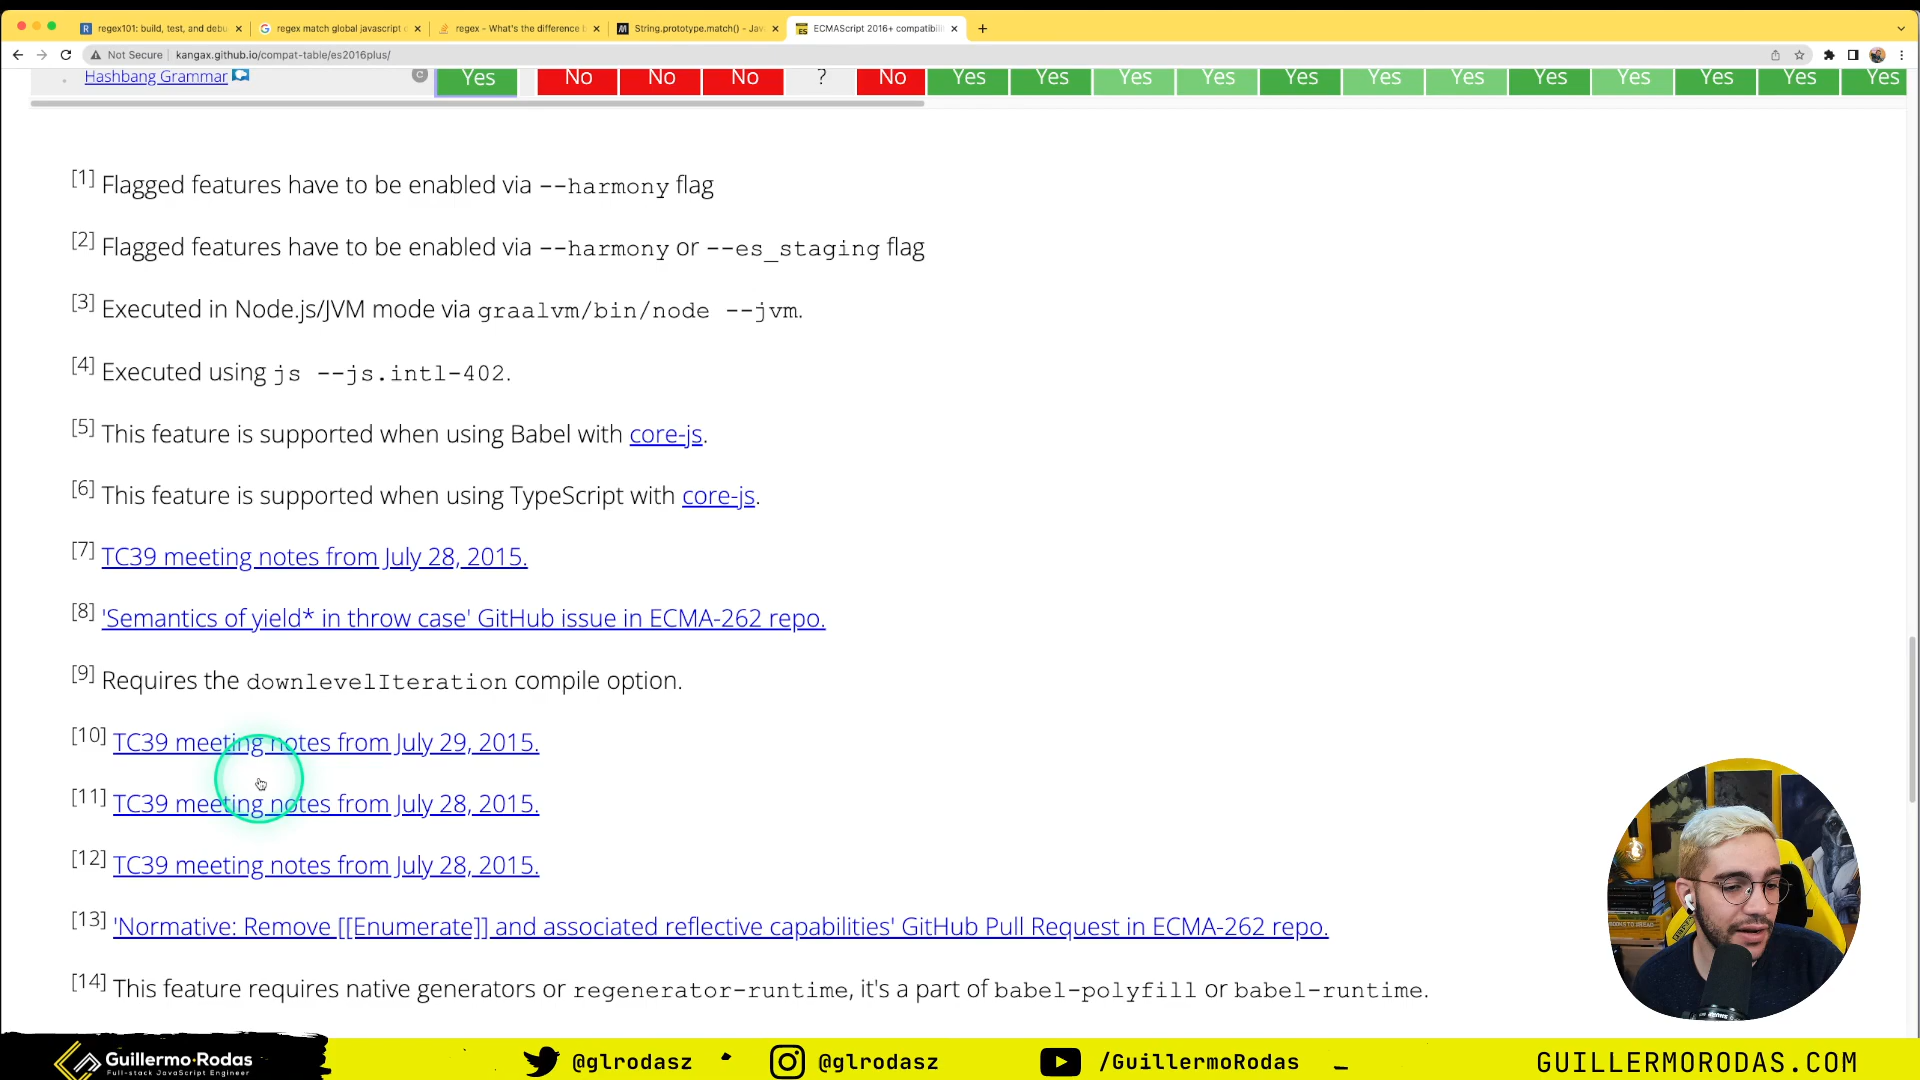 regex101: build, test, and debu
regex match global javascript
regex - What's the difference
String.prototype.match() - Jav
ECMAScript 2016+ compatibili
Not Secure | kangax.github.io/compat-table/es2016plus/
Hashbang Grammar C Yes No No No ? No Yes Yes Yes Yes Yes Yes Yes Yes Yes Yes Yes Yes
[1] Flagged features have to be enabled via --harmony flag
[2] Flagged features have to be enabled via --harmony or --es_staging flag
[3] Executed in Node.js/JVM mode via graalvm/bin/node --jvm.
[4] Executed using js --js.intl-402.
[5] This feature is supported when using Babel with core-js.
[6] This feature is supported when using TypeScript with core-js.
[7] TC39 meeting notes from July 28, 2015.
[8] 'Semantics of yield* in throw case' GitHub issue in ECMA-262 repo.
[9] Requires the downlevelIteration compile option.
[10] TC39 meeting notes from July 29, 2015.
[11] TC39 meeting notes from July 28, 2015.
[12] TC39 meeting notes from July 28, 2015.
[13] 'Normative: Remove [[Enumerate]] and associated reflective capabilities' GitHub Pull Request in ECMA-262 repo.
[14] This feature requires native generators or regenerator-runtime, it's a part of babel-polyfill or babel-runtime.
Guillermo·Rodas
Full-stack JavaScript Engineer
@glrodasz
@glrodasz
/GuillermoRodas
GUILLERMORODAS.COM